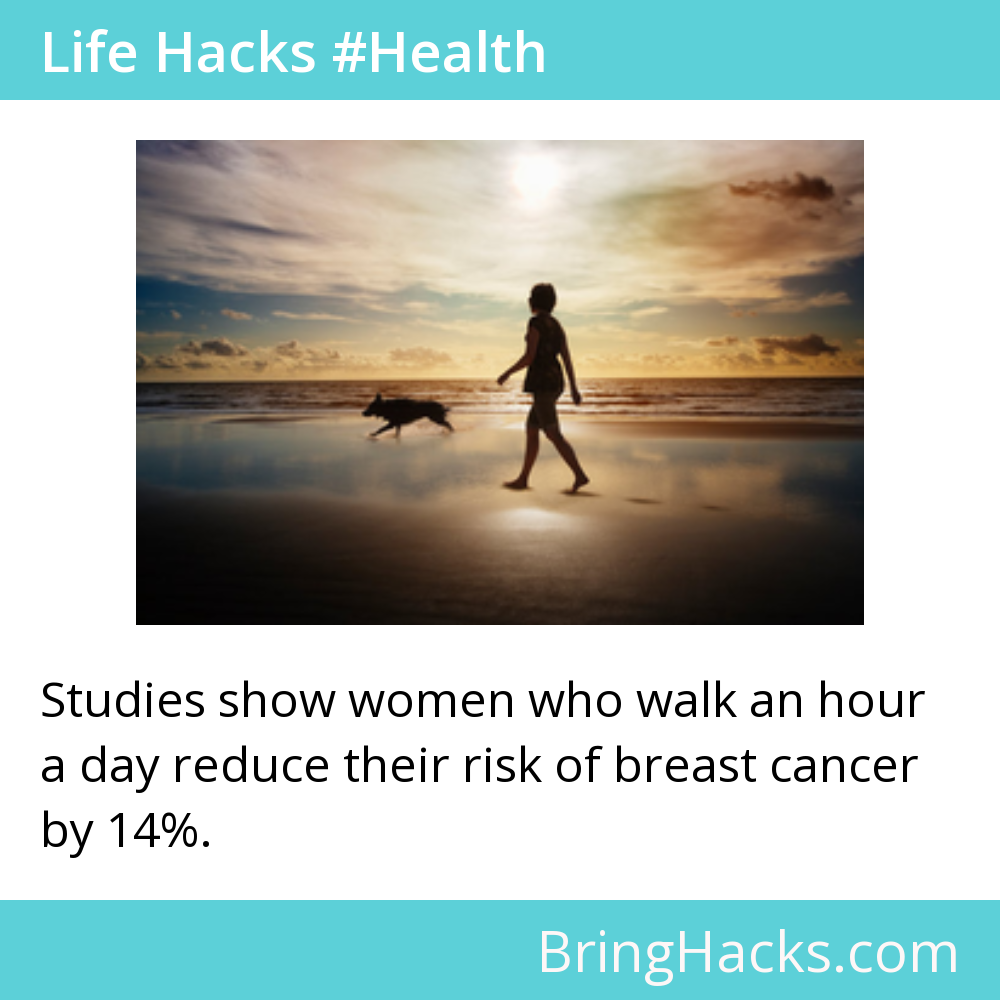 Life Hacks #Health
Studies show women who walk an hour
a day reduce their risk of breast cancer
by 14%.
BringHacks.com